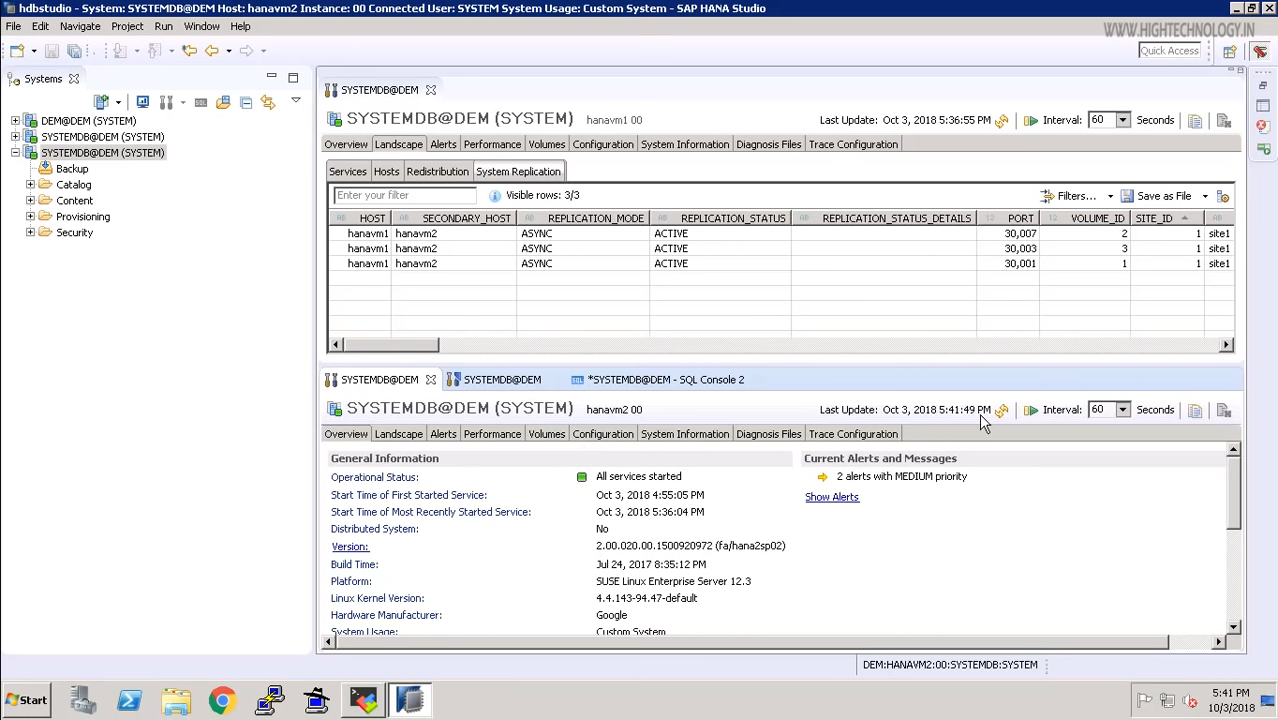 hdbstudio - System: SYSTEMDB@DEM Host: hanavm2 Instance: 00 Connected User: SYSTEM System Usage: Custom System - SAP HANA Studio
File Edit Navigate Project Run Window Help
WWW.HIGHTECHNOLOGY.IN
Quick Access
Systems
DEM@DEM (SYSTEM)
SYSTEMDB@DEM (SYSTEM)
SYSTEMDB@DEM (SYSTEM)
Backup
Catalog
Content
Provisioning
Security
SYSTEMDB@DEM
SYSTEMDB@DEM (SYSTEM) hanavm1 00 Last Update: Oct 3, 2018 5:36:55 PM Interval: 60 Seconds
Overview Landscape Alerts Performance Volumes Configuration System Information Diagnosis Files Trace Configuration
Services Hosts Redistribution System Replication
Enter your filter Visible rows: 3/3 Filters... Save as File
AB HOST AB SECONDARY_HOST AB REPLICATION_MODE AB REPLICATION_STATUS AB REPLICATION_STATUS_DETAILS 12 PORT 12 VOLUME_ID 12 SITE_ID AB
hanavm1 hanavm2 ASYNC ACTIVE 30,007 2 1 site1
hanavm1 hanavm2 ASYNC ACTIVE 30,003 3 1 site1
hanavm1 hanavm2 ASYNC ACTIVE 30,001 1 1 site1
SYSTEMDB@DEM SYSTEMDB@DEM *SYSTEMDB@DEM - SQL Console 2
SYSTEMDB@DEM (SYSTEM) hanavm2 00 Last Update: Oct 3, 2018 5:41:49 PM Interval: 60 Seconds
Overview Landscape Alerts Performance Volumes Configuration System Information Diagnosis Files Trace Configuration
General Information Current Alerts and Messages
Operational Status: All services started 2 alerts with MEDIUM priority
Start Time of First Started Service: Oct 3, 2018 4:55:05 PM Show Alerts
Start Time of Most Recently Started Service: Oct 3, 2018 5:36:04 PM
Distributed System: No
Version: 2.00.020.00.1500920972 (fa/hana2sp02)
Build Time: Jul 24, 2017 8:35:12 PM
Platform: SUSE Linux Enterprise Server 12.3
Linux Kernel Version: 4.4.143-94.47-default
Hardware Manufacturer: Google
System Usage: Custom System
DEM:HANAVM2:00:SYSTEMDB:SYSTEM
Start
5:41 PM
10/3/2018